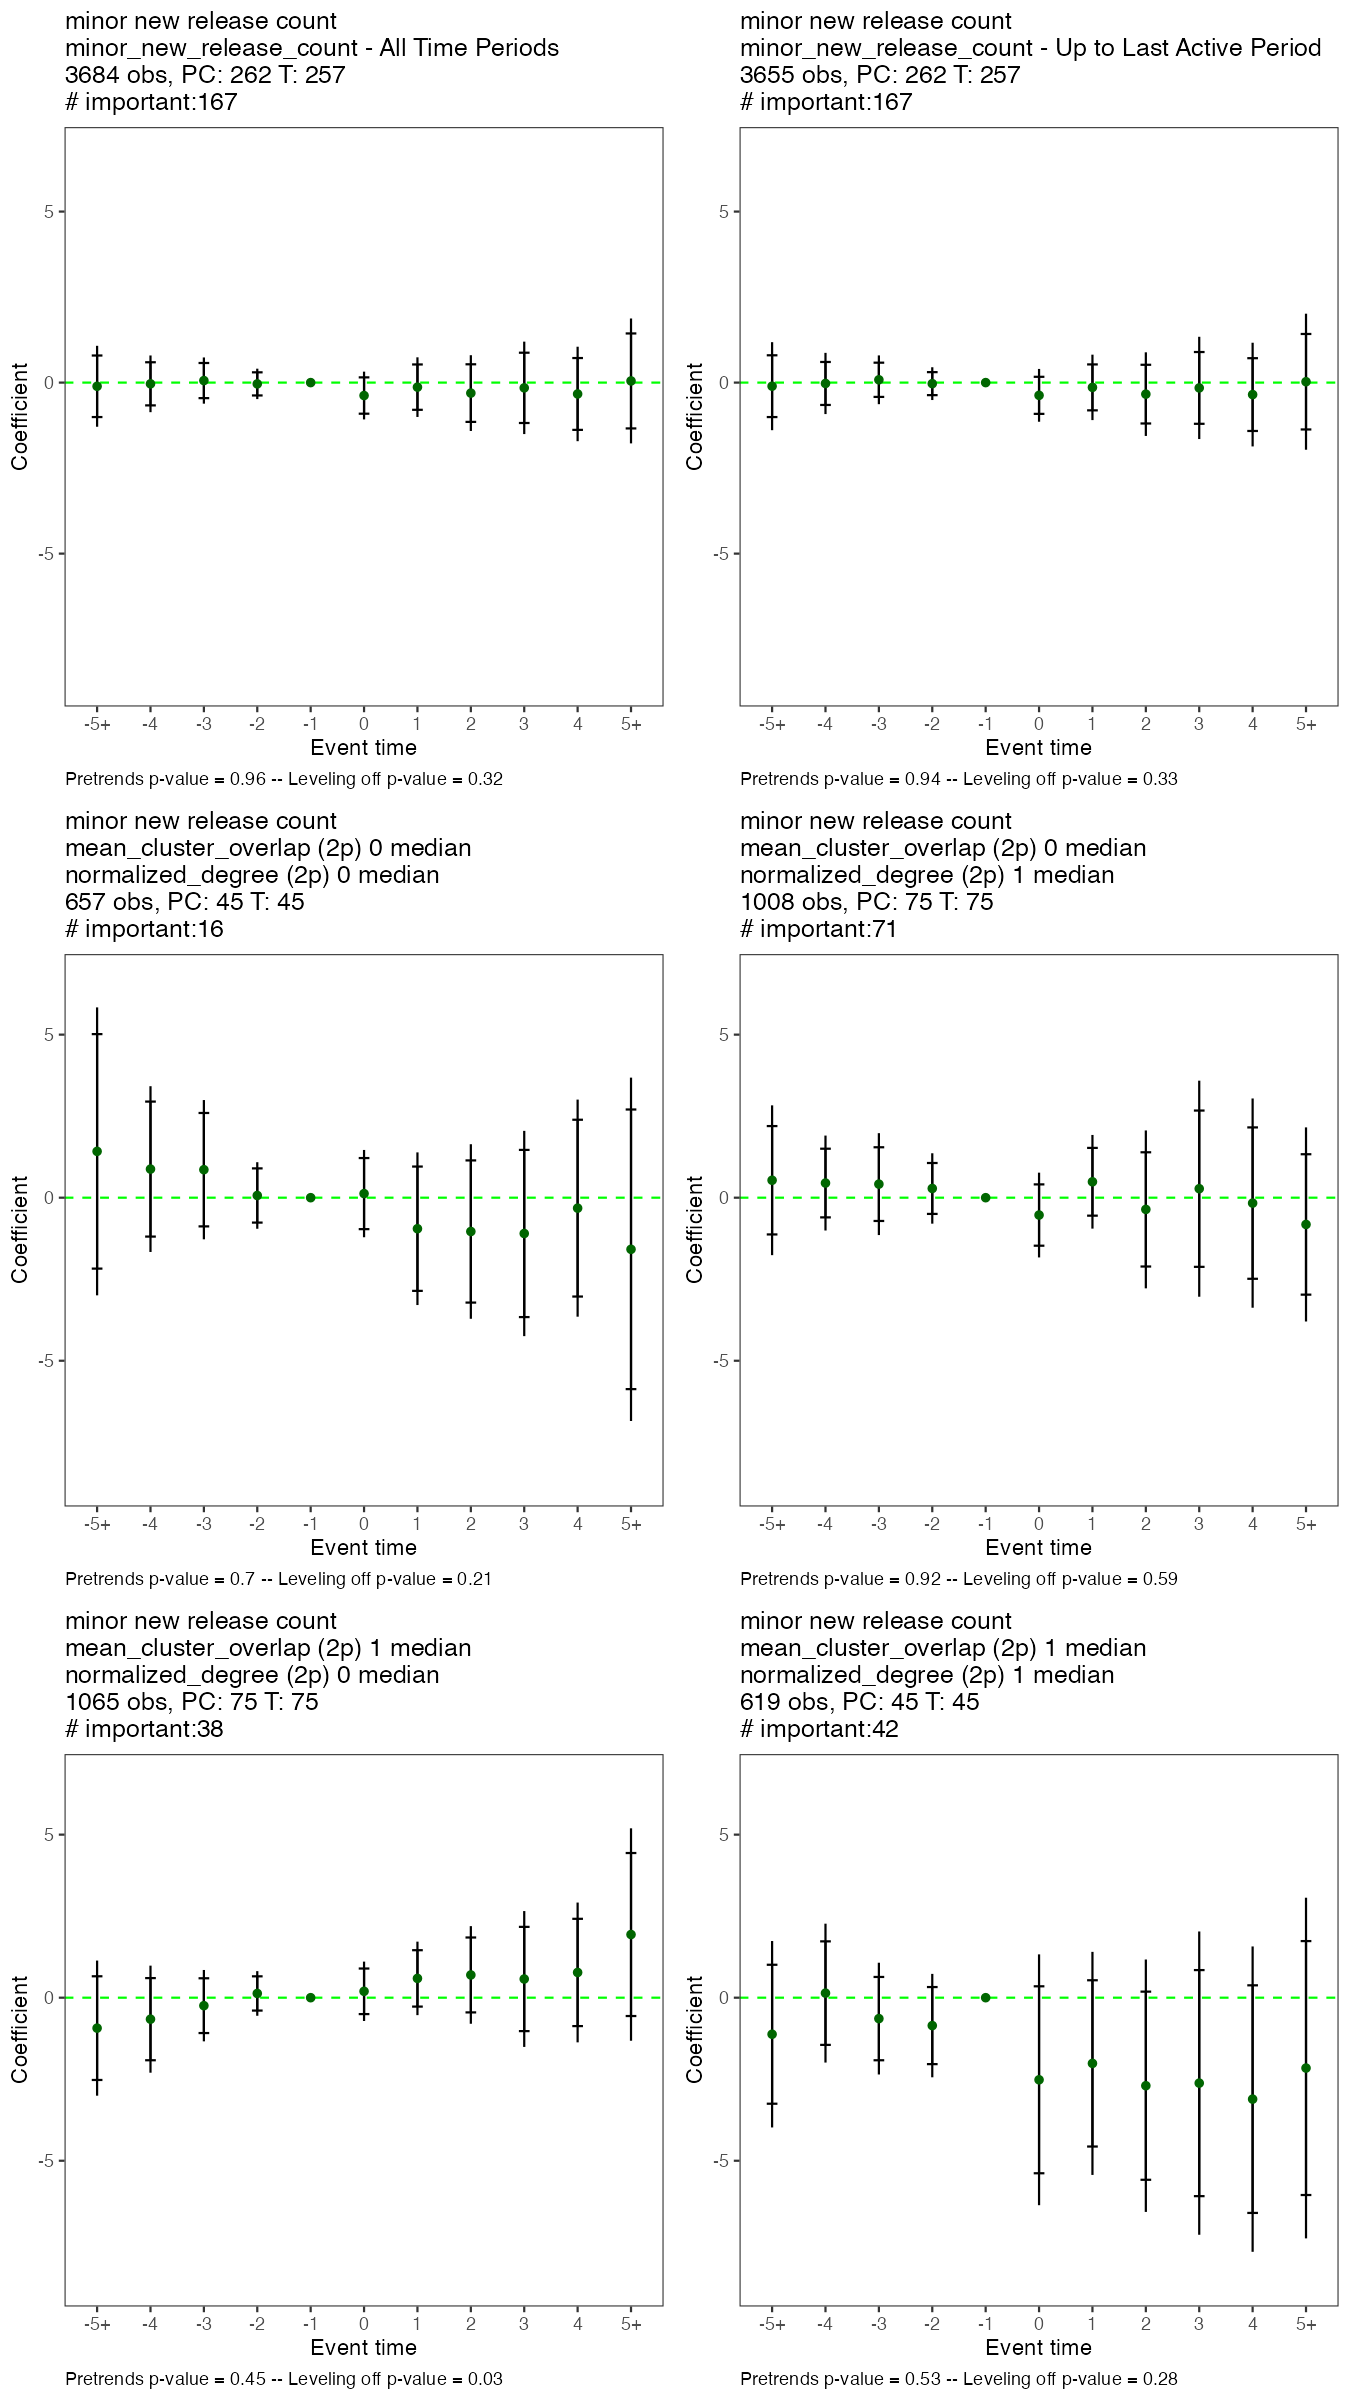 minor new release count
minor_new_release_count - All Time Periods
3684 obs, PC: 262 T: 257
# important:167
5
0
-5
Coefficient
-5+ -4 -3 -2 -1 0 1 2 3 4 5+
Event time
Pretrends p-value = 0.96 -- Leveling off p-value = 0.32
minor new release count
minor_new_release_count - Up to Last Active Period
3655 obs, PC: 262 T: 257
# important:167
5
0
-5
Coefficient
-5+ -4 -3 -2 -1 0 1 2 3 4 5+
Event time
Pretrends p-value = 0.94 -- Leveling off p-value = 0.33
minor new release count
mean_cluster_overlap (2p) 0 median
normalized_degree (2p) 0 median
657 obs, PC: 45 T: 45
# important:16
5
0
-5
Coefficient
-5+ -4 -3 -2 -1 0 1 2 3 4 5+
Event time
Pretrends p-value = 0.7 -- Leveling off p-value = 0.21
minor new release count
mean_cluster_overlap (2p) 0 median
normalized_degree (2p) 1 median
1008 obs, PC: 75 T: 75
# important:71
5
0
-5
Coefficient
-5+ -4 -3 -2 -1 0 1 2 3 4 5+
Event time
Pretrends p-value = 0.92 -- Leveling off p-value = 0.59
minor new release count
mean_cluster_overlap (2p) 1 median
normalized_degree (2p) 0 median
1065 obs, PC: 75 T: 75
# important:38
5
0
-5
Coefficient
-5+ -4 -3 -2 -1 0 1 2 3 4 5+
Event time
Pretrends p-value = 0.45 -- Leveling off p-value = 0.03
minor new release count
mean_cluster_overlap (2p) 1 median
normalized_degree (2p) 1 median
619 obs, PC: 45 T: 45
# important:42
5
0
-5
Coefficient
-5+ -4 -3 -2 -1 0 1 2 3 4 5+
Event time
Pretrends p-value = 0.53 -- Leveling off p-value = 0.28